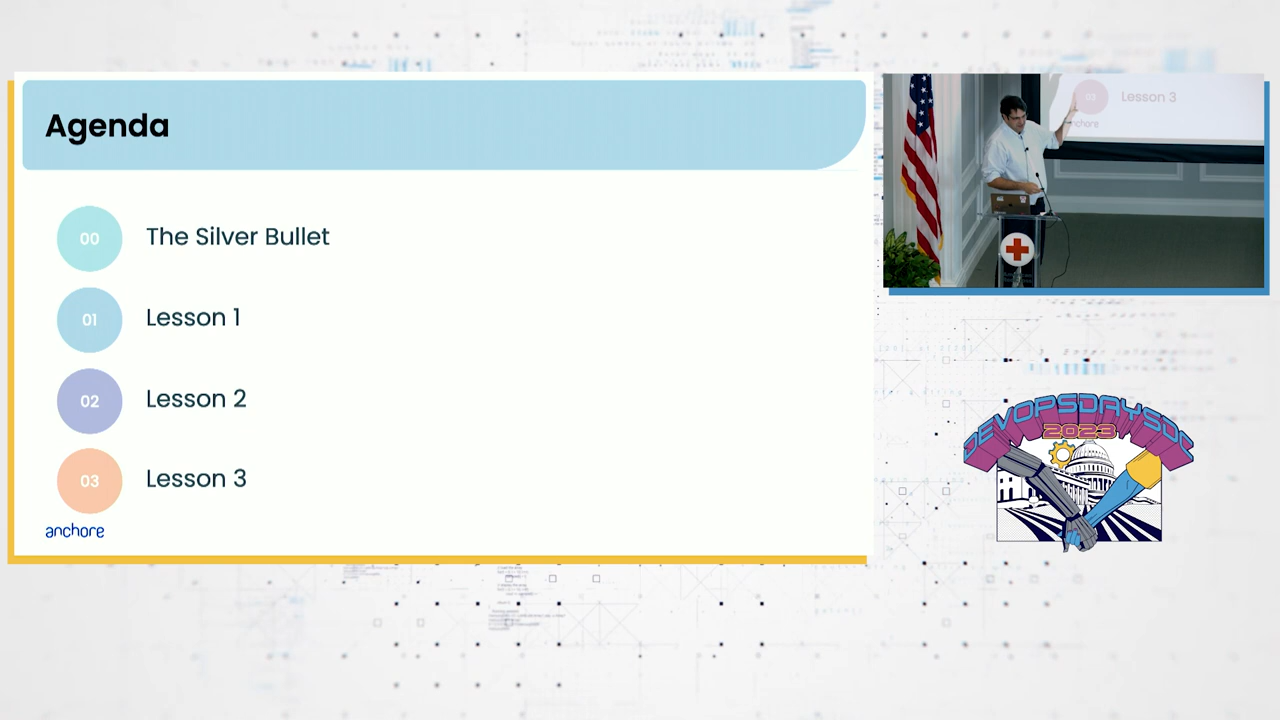 Agenda
00
The Silver Bullet
01
Lesson 1
02
Lesson 2
03
Lesson 3
anchore
03
Lesson 3
anchore
DEVOPSDAYSDC
2023